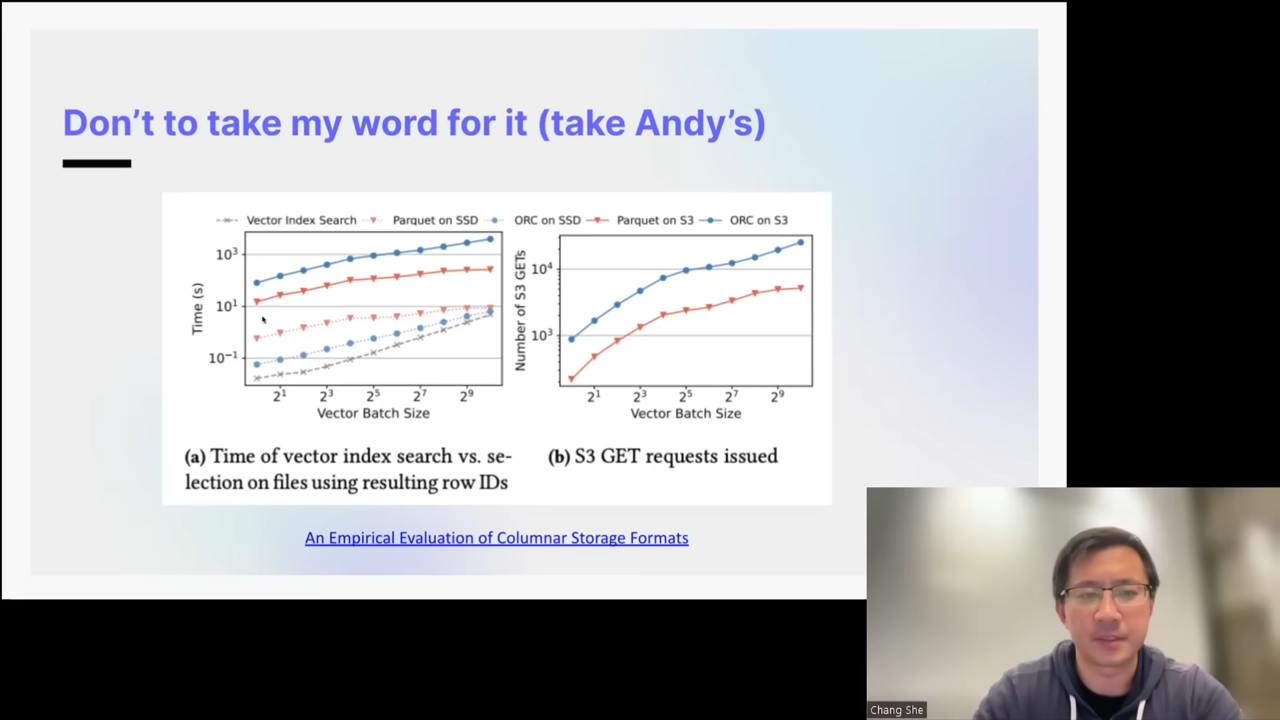 Don't to take my word for it (take Andy's)
Vector Index Search Parquet on SSD ORC on SSD Parquet on S3 ORC on S3
Time (s)
10³
10¹
10⁻¹
2¹ 2³ 2⁵ 2⁷ 2⁹
Vector Batch Size
Number of S3 GETs
10⁴
10³
2¹ 2³ 2⁵ 2⁷ 2⁹
Vector Batch Size
(a) Time of vector index search vs. se-
lection on files using resulting row IDs
(b) S3 GET requests issued
An Empirical Evaluation of Columnar Storage Formats
Chang She